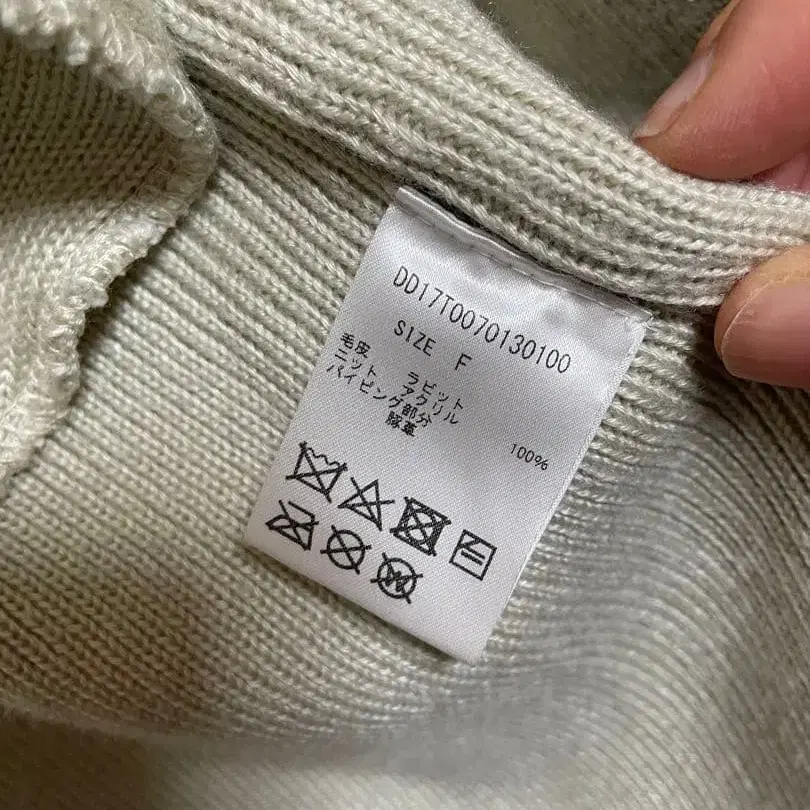 DD17T0070130100
SIZE F
毛皮 ラビット
ニット アクリル 100%
パイピング部分
豚革